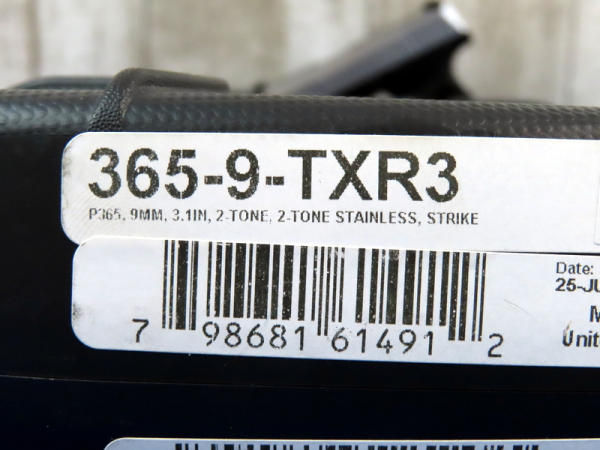 365-9-TXR3
P365, 9MM, 3.1IN, 2-TONE, 2-TONE STAINLESS, STRIKE
Date:
25-JU
M
Unit
7 98681 61491 2